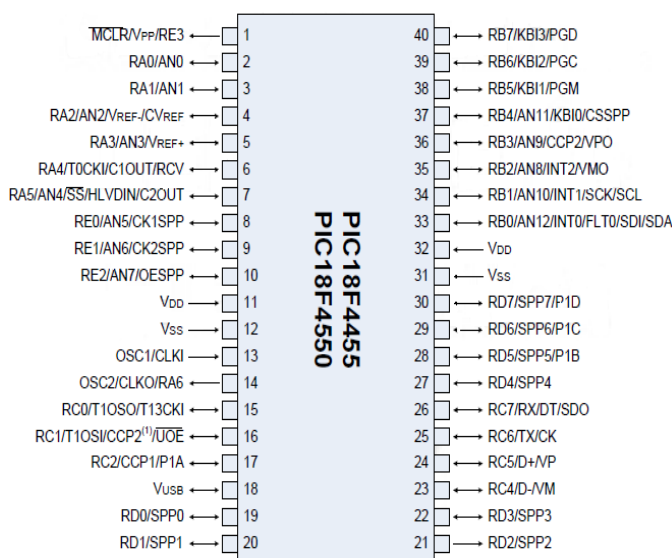 MCLR/VPP/RE3 1 40 RB7/KBI3/PGD
RA0/AN0 2 39 RB6/KBI2/PGC
RA1/AN1 3 38 RB5/KBI1/PGM
RA2/AN2/VREF-/CVREF 4 37 RB4/AN11/KBI0/CSSPP
RA3/AN3/VREF+ 5 36 RB3/AN9/CCP2/VPO
RA4/T0CKI/C1OUT/RCV 6 35 RB2/AN8/INT2/VMO
RA5/AN4/SS/HLVDIN/C2OUT 7 34 RB1/AN10/INT1/SCK/SCL
RE0/AN5/CK1SPP 8 33 RB0/AN12/INT0/FLT0/SDI/SDA
RE1/AN6/CK2SPP 9 32 VDD
RE2/AN7/OESPP 10 31 VSS
VDD 11 30 RD7/SPP7/P1D
VSS 12 29 RD6/SPP6/P1C
OSC1/CLKI 13 28 RD5/SPP5/P1B
OSC2/CLKO/RA6 14 27 RD4/SPP4
RC0/T1OSO/T13CKI 15 26 RC7/RX/DT/SDO
RC1/T1OSI/CCP2(1)/UOE 16 25 RC6/TX/CK
RC2/CCP1/P1A 17 24 RC5/D+/VP
VUSB 18 23 RC4/D-/VM
RD0/SPP0 19 22 RD3/SPP3
RD1/SPP1 20 21 RD2/SPP2
PIC18F4455
PIC18F4550